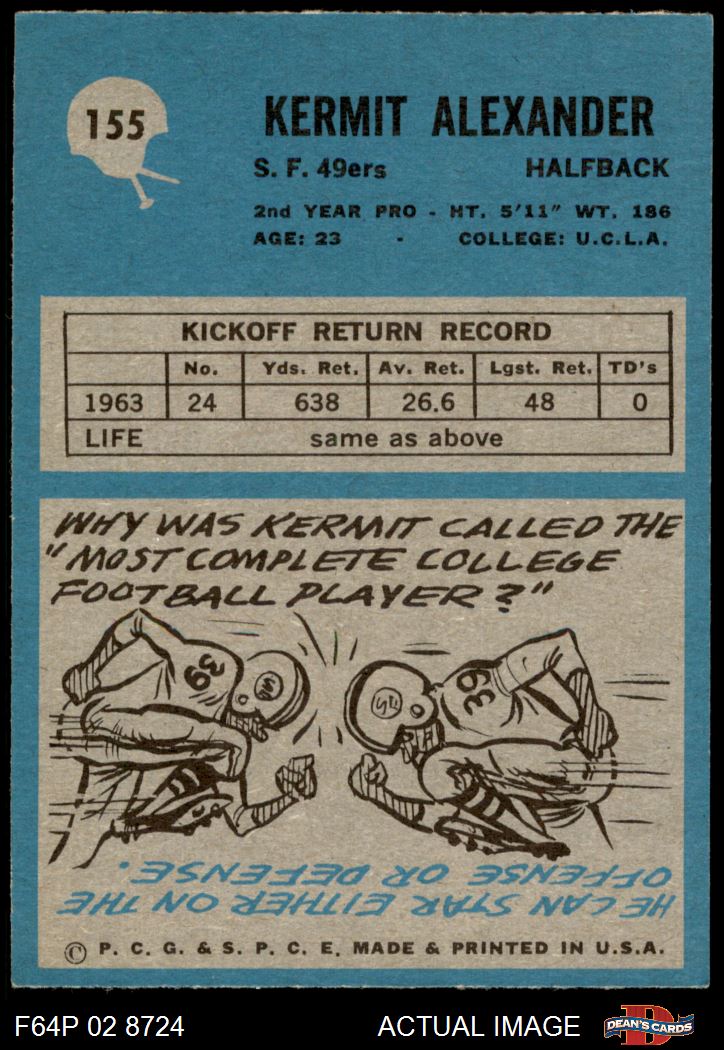 155
KERMIT ALEXANDER
S. F. 49ers HALFBACK
2nd YEAR PRO - HT. 5'11" WT. 186
AGE: 23 - COLLEGE: U.C.L.A.
KICKOFF RETURN RECORD
No. Yds. Ret. Av. Ret. Lgst. Ret. TD's
1963 24 638 26.6 48 0
LIFE same as above
WHY WAS KERMIT CALLED THE
"MOST COMPLETE COLLEGE
FOOTBALL PLAYER?"
39 39
HE CAN STAR EITHER ON THE
OFFENSE OR DEFENSE.
© P. C. G. & S. P. C. E. MADE & PRINTED IN U.S.A.
F64P 02 8724 ACTUAL IMAGE DEAN'S CARDS